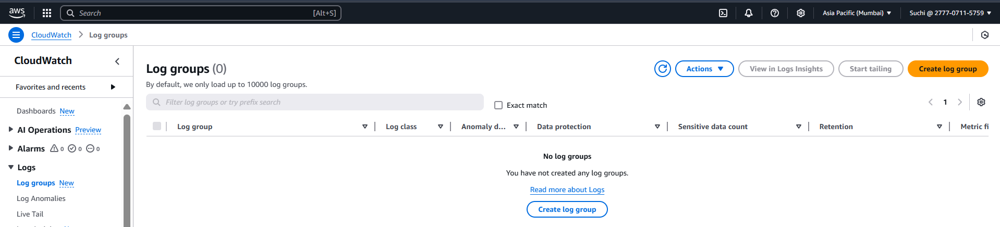 aws
Search [Alt+S]
Asia Pacific (Mumbai)
Suchi @ 2777-0711-5759
CloudWatch
Log groups
CloudWatch
Favorites and recents
Dashboards New
AI Operations Preview
Alarms 0 0 0
Logs
Log groups New
Log Anomalies
Live Tail
Log groups (0)
Actions
View in Logs Insights
Start tailing
Create log group
By default, we only load up to 10000 log groups.
Filter log groups or try prefix search
Exact match
1
Log group
Log class
Anomaly d...
Data protection
Sensitive data count
Retention
Metric fi
No log groups
You have not created any log groups.
Read more about Logs
Create log group